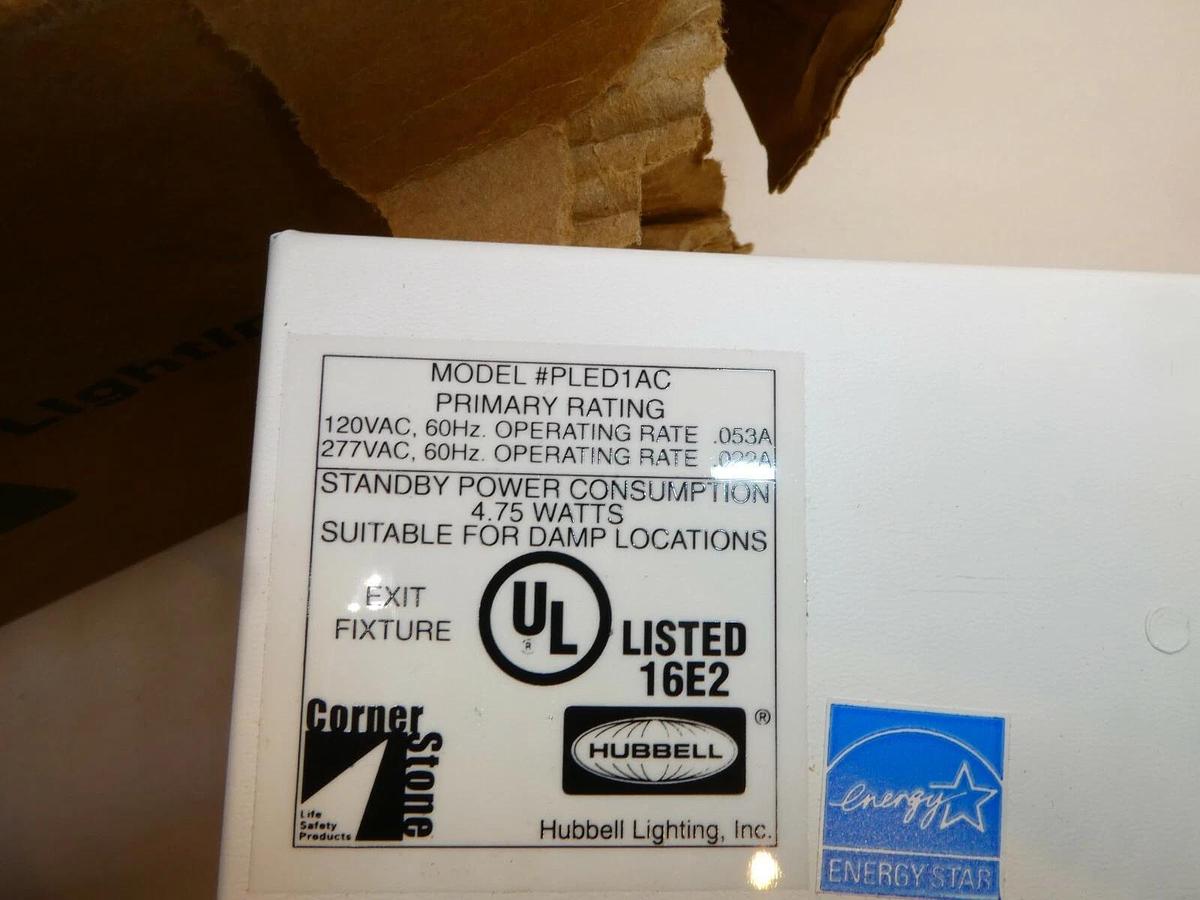 Lighti
MODEL #PLED1AC
PRIMARY RATING
120VAC, 60Hz. OPERATING RATE .053A
277VAC, 60Hz. OPERATING RATE
STANDBY POWER CONSUMPTION
4.75 WATTS
SUITABLE FOR DAMP LOCATIONS
EXIT
FIXTURE
UL
R
LISTED
16E2
Corner
Stone
Life
Safety
Products
HUBBELL ®
Hubbell Lighting, Inc.
energy
ENERGY STAR